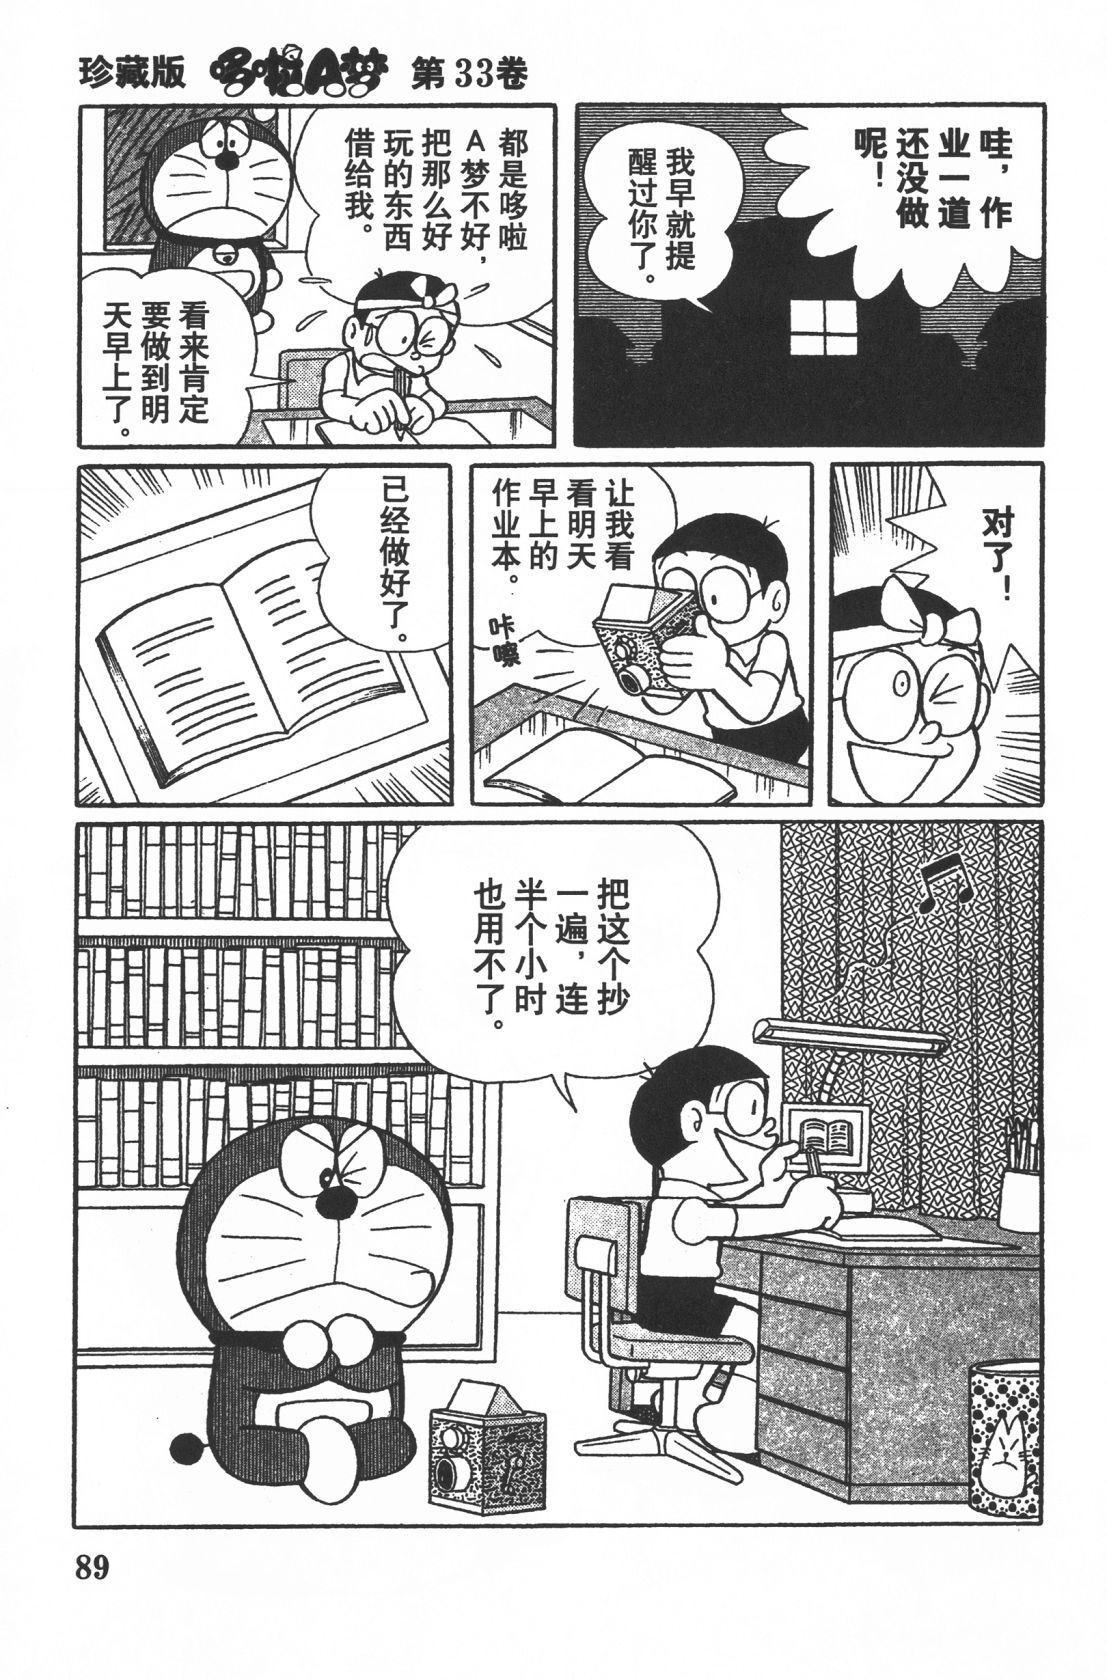 珍藏版 哆啦A梦 第33卷
哇，作
业一道
还没做
呢！
我早就提
醒过你了。
都是哆啦
A梦不好，
把那么好
玩的东西
借给我。
看来肯定
要做到明
天早上了。
对了！
让我看
看明天
早上的
作业本。
咔嚓
已经做好了。
把这个抄
一遍，连
半个小时
也用不了。
89